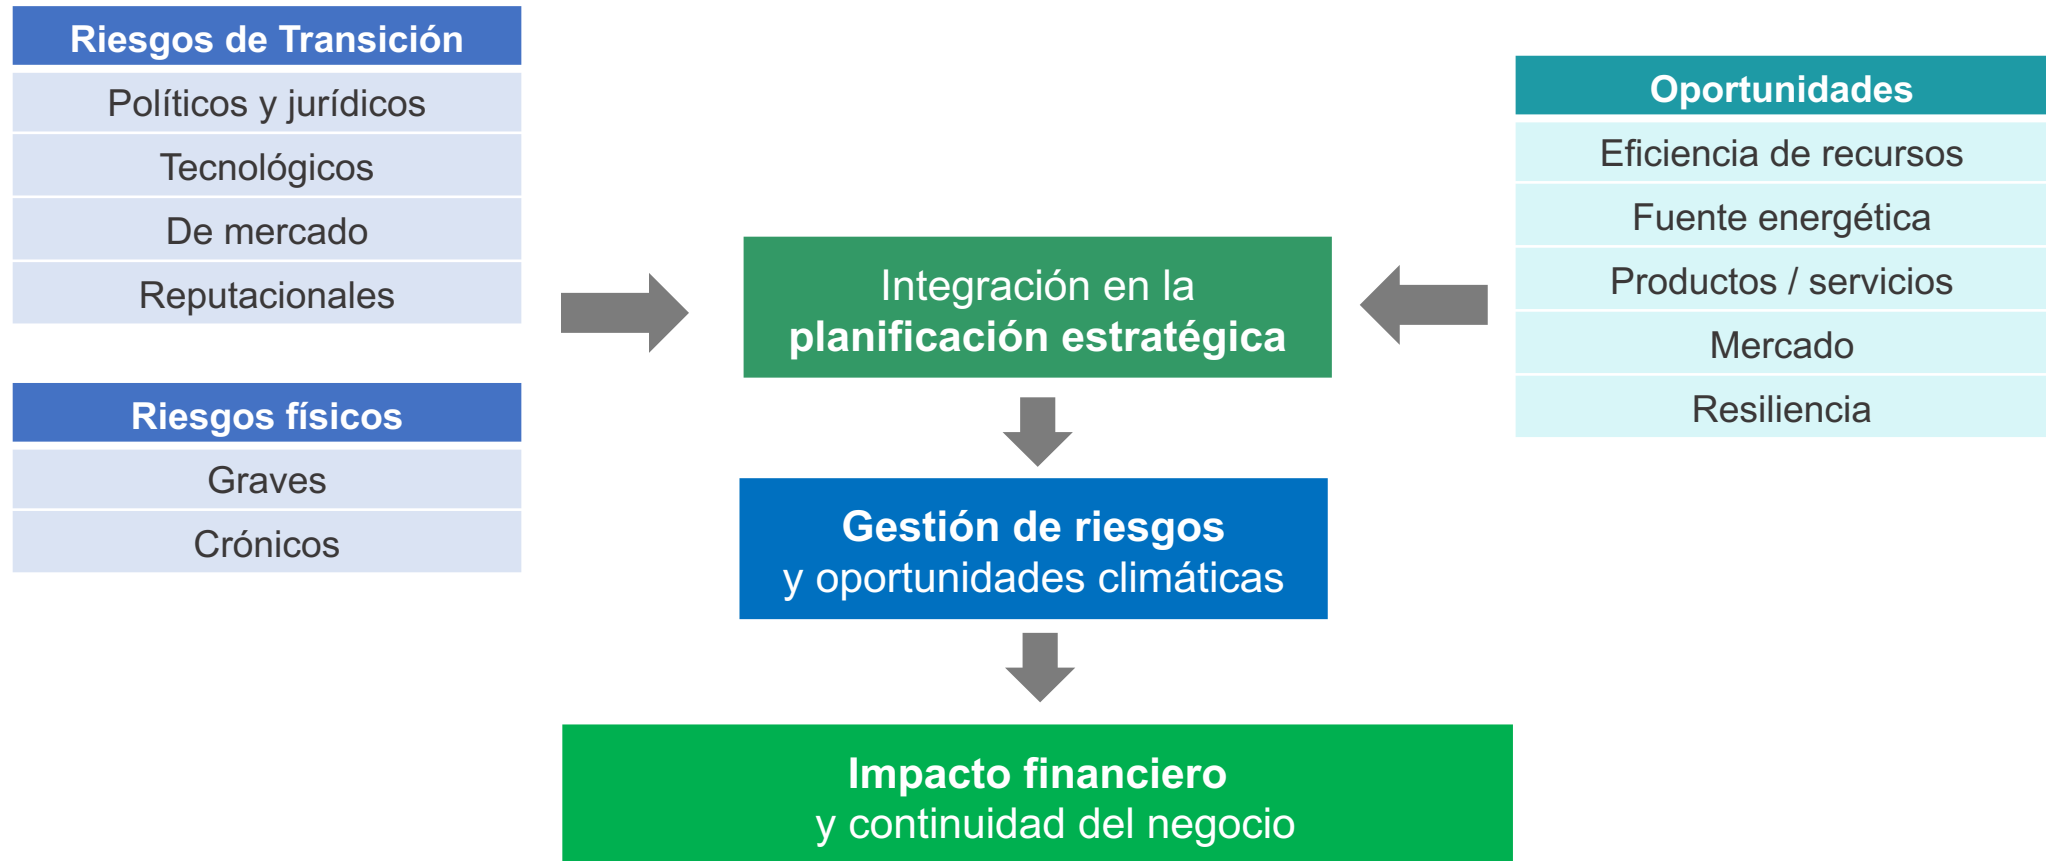 Riesgos de Transición
Políticos y jurídicos
Tecnológicos
De mercado
Reputacionales
Riesgos físicos
Graves
Crónicos
Integración en la
planificación estratégica
Gestión de riesgos
y oportunidades climáticas
Impacto financiero
y continuidad del negocio
Oportunidades
Eficiencia de recursos
Fuente energética
Productos / servicios
Mercado
Resiliencia